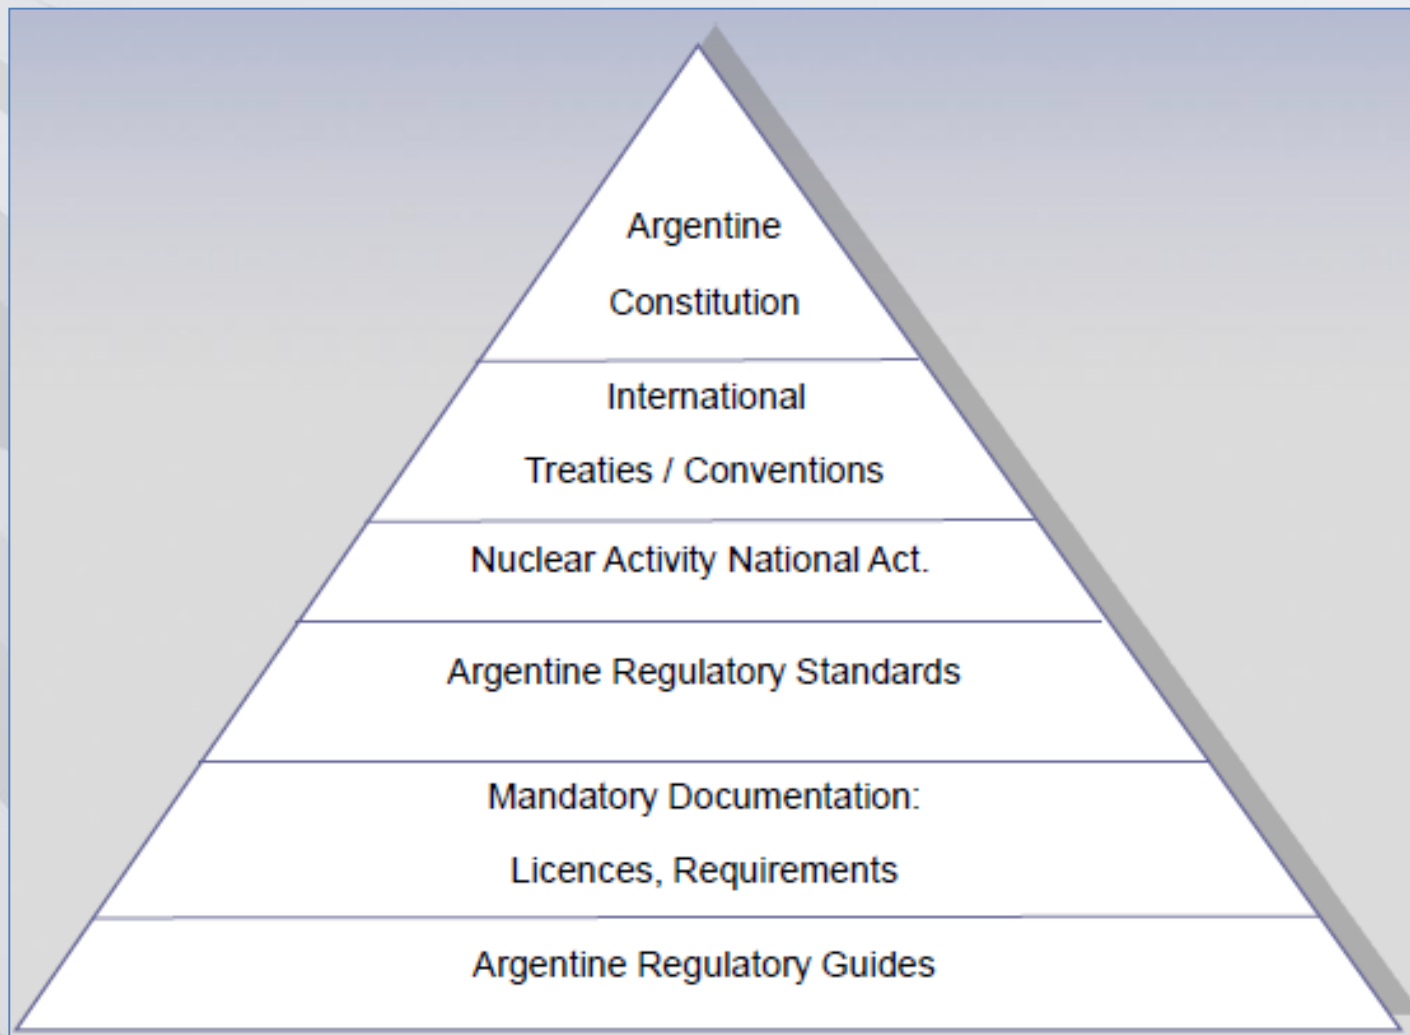 Argentine
Constitution
International
Treaties / Conventions
Nuclear Activity National Act.
Argentine Regulatory Standards
Mandatory Documentation:
Licences, Requirements
Argentine Regulatory Guides